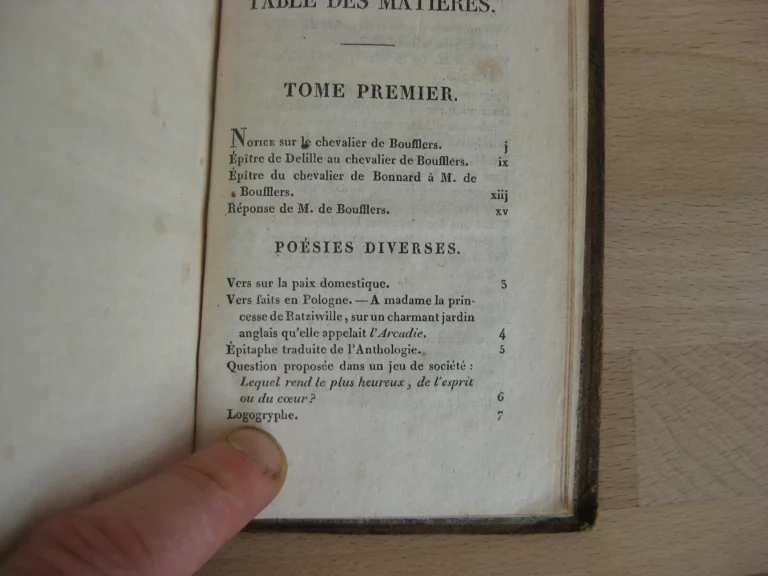 TABLE DES MATIÈRES.
TOME PREMIER.
NOTICE sur le chevalier de Boufflers. j
Épître de Delille au chevalier de Boufflers. ix
Épître du chevalier de Bonnard à M. de
Boufflers. xiij
Réponse de M. de Boufflers. xv
POÉSIES DIVERSES.
Vers sur la paix domestique. 3
Vers faits en Pologne. — A madame la prin-
cesse de Ratziwille, sur un charmant jardin
anglais qu'elle appelait l'Arcadie. 4
Épitaphe traduite de l'Anthologie. 5
Question proposée dans un jeu de société :
Lequel rend le plus heureux, de l'esprit
ou du cœur ? 6
Logogryphe. 7